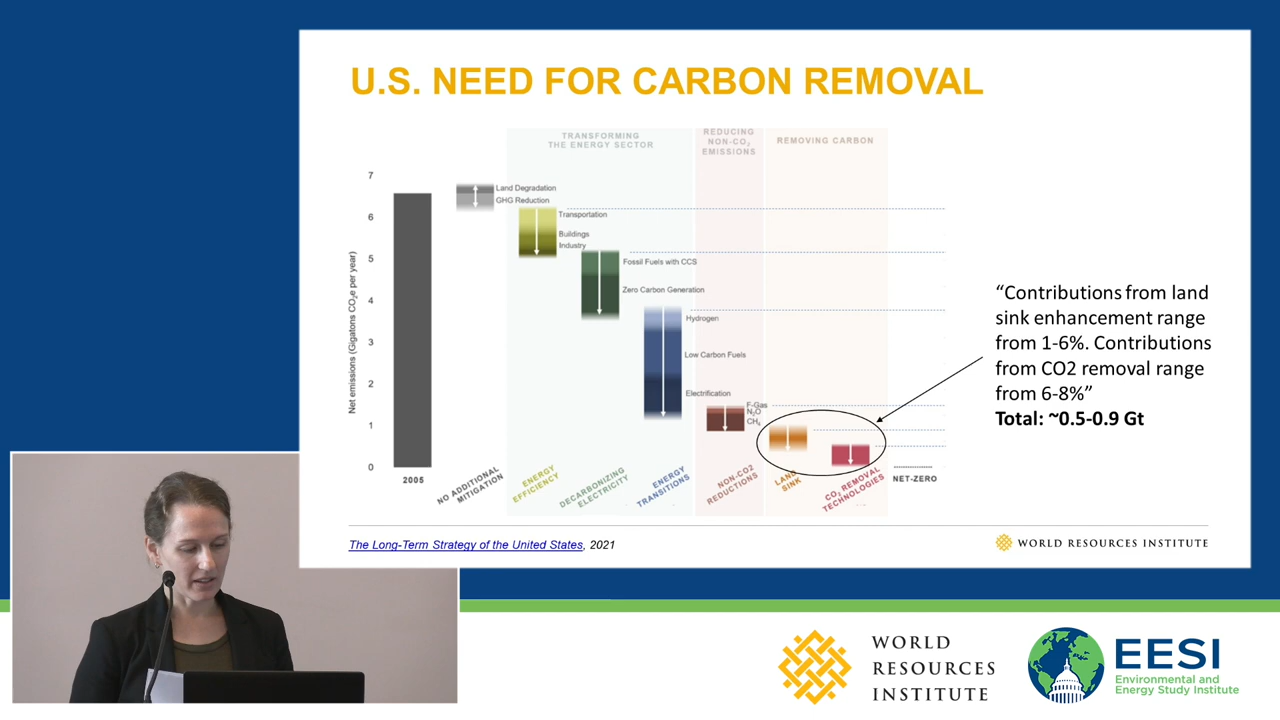 U.S. NEED FOR CARBON REMOVAL
TRANSFORMING
THE ENERGY SECTOR
REDUCING
NON-CO₂
EMISSIONS
REMOVING CARBON
Net emissions (Gigatons CO₂e per year)
7
6
5
4
3
2
1
0
Land Degradation
GHG Reduction
Transportation
Buildings
Industry
Fossil Fuels with CCS
Zero Carbon Generation
Hydrogen
Low Carbon Fuels
Electrification
F-Gas
N₂O
CH₄
2005
NO ADDITIONAL
MITIGATION
ENERGY
EFFICIENCY
DECARBONIZING
ELECTRICITY
ENERGY
TRANSITIONS
NON-CO2
REDUCTIONS
LAND
SINK
CO₂ REMOVAL
TECHNOLOGIES
NET-ZERO
“Contributions from land
sink enhancement range
from 1-6%. Contributions
from CO2 removal range
from 6-8%”
Total: ~0.5-0.9 Gt
The Long-Term Strategy of the United States, 2021
WORLD RESOURCES INSTITUTE
WORLD
RESOURCES
INSTITUTE
EESI
Environmental and
Energy Study Institute